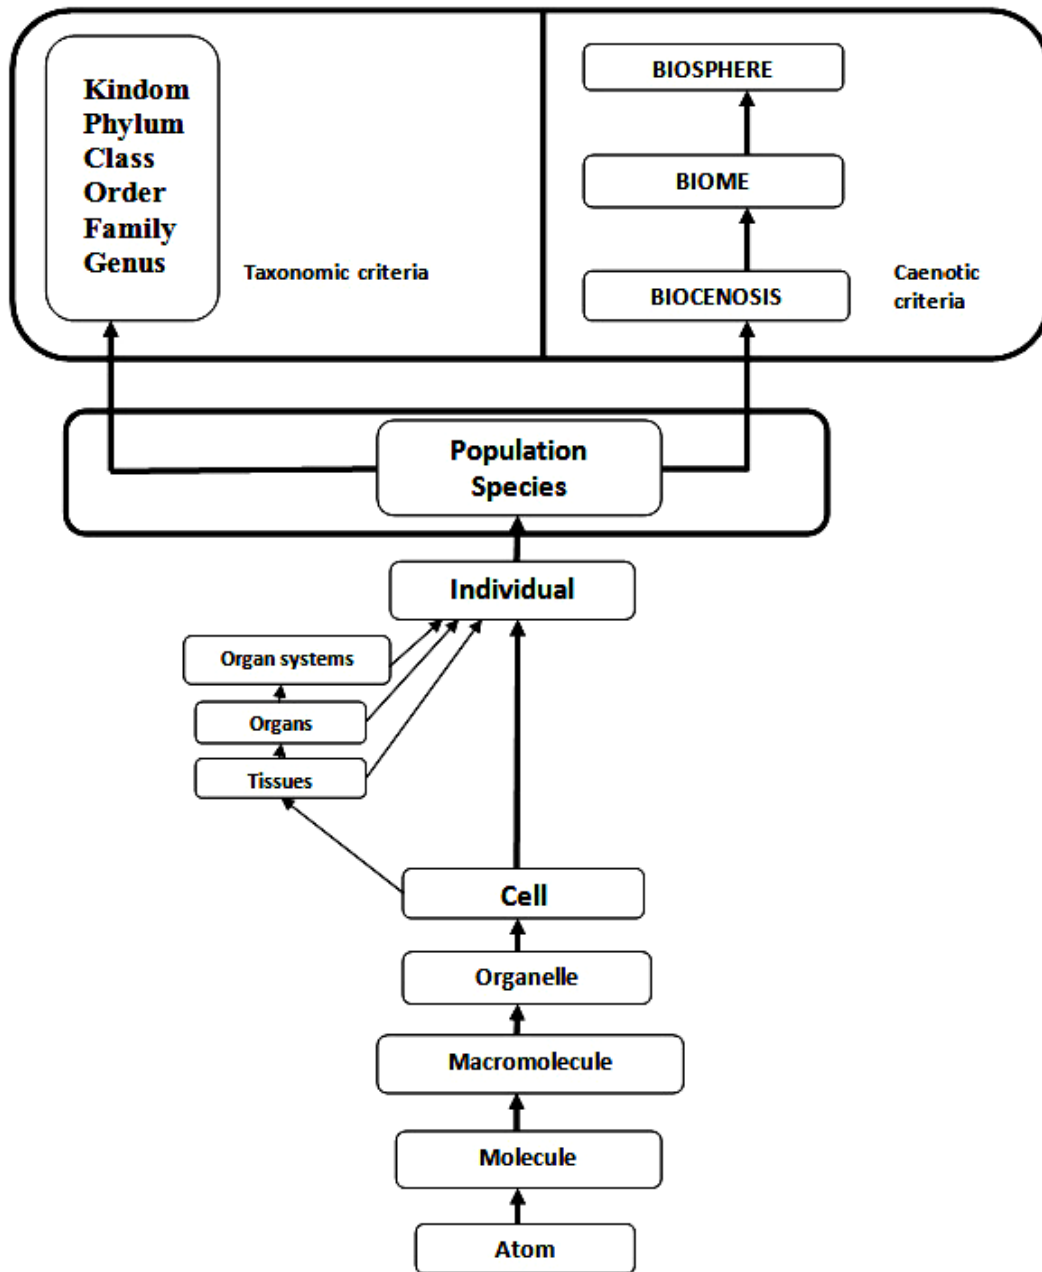 Kindom
Phylum
Class
Order
Family
Genus
Taxonomic criteria
BIOSPHERE
BIOME
BIOCENOSIS
Caenotic
criteria
Population
Species
Individual
Organ systems
Organs
Tissues
Cell
Organelle
Macromolecule
Molecule
Atom